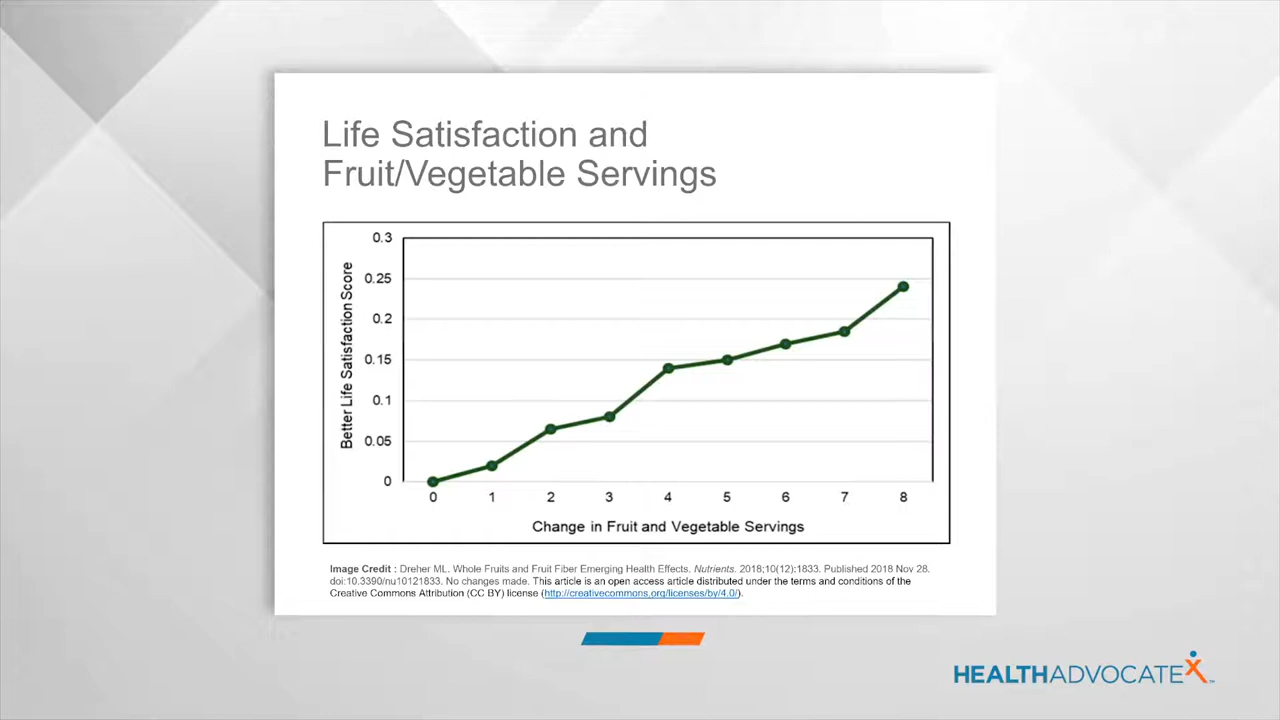 Life Satisfaction and
Fruit/Vegetable Servings
Better Life Satisfaction Score
0.3
0.25
0.2
0.15
0.1
0.05
0
0 1 2 3 4 5 6 7 8
Change in Fruit and Vegetable Servings
Image Credit : Dreher ML. Whole Fruits and Fruit Fiber Emerging Health Effects. Nutrients. 2018;10(12):1833. Published 2018 Nov 28.
doi:10.3390/nu10121833. No changes made. This article is an open access article distributed under the terms and conditions of the
Creative Commons Attribution (CC BY) license (http://creativecommons.org/licenses/by/4.0/).
HEALTHADVOCATEX™